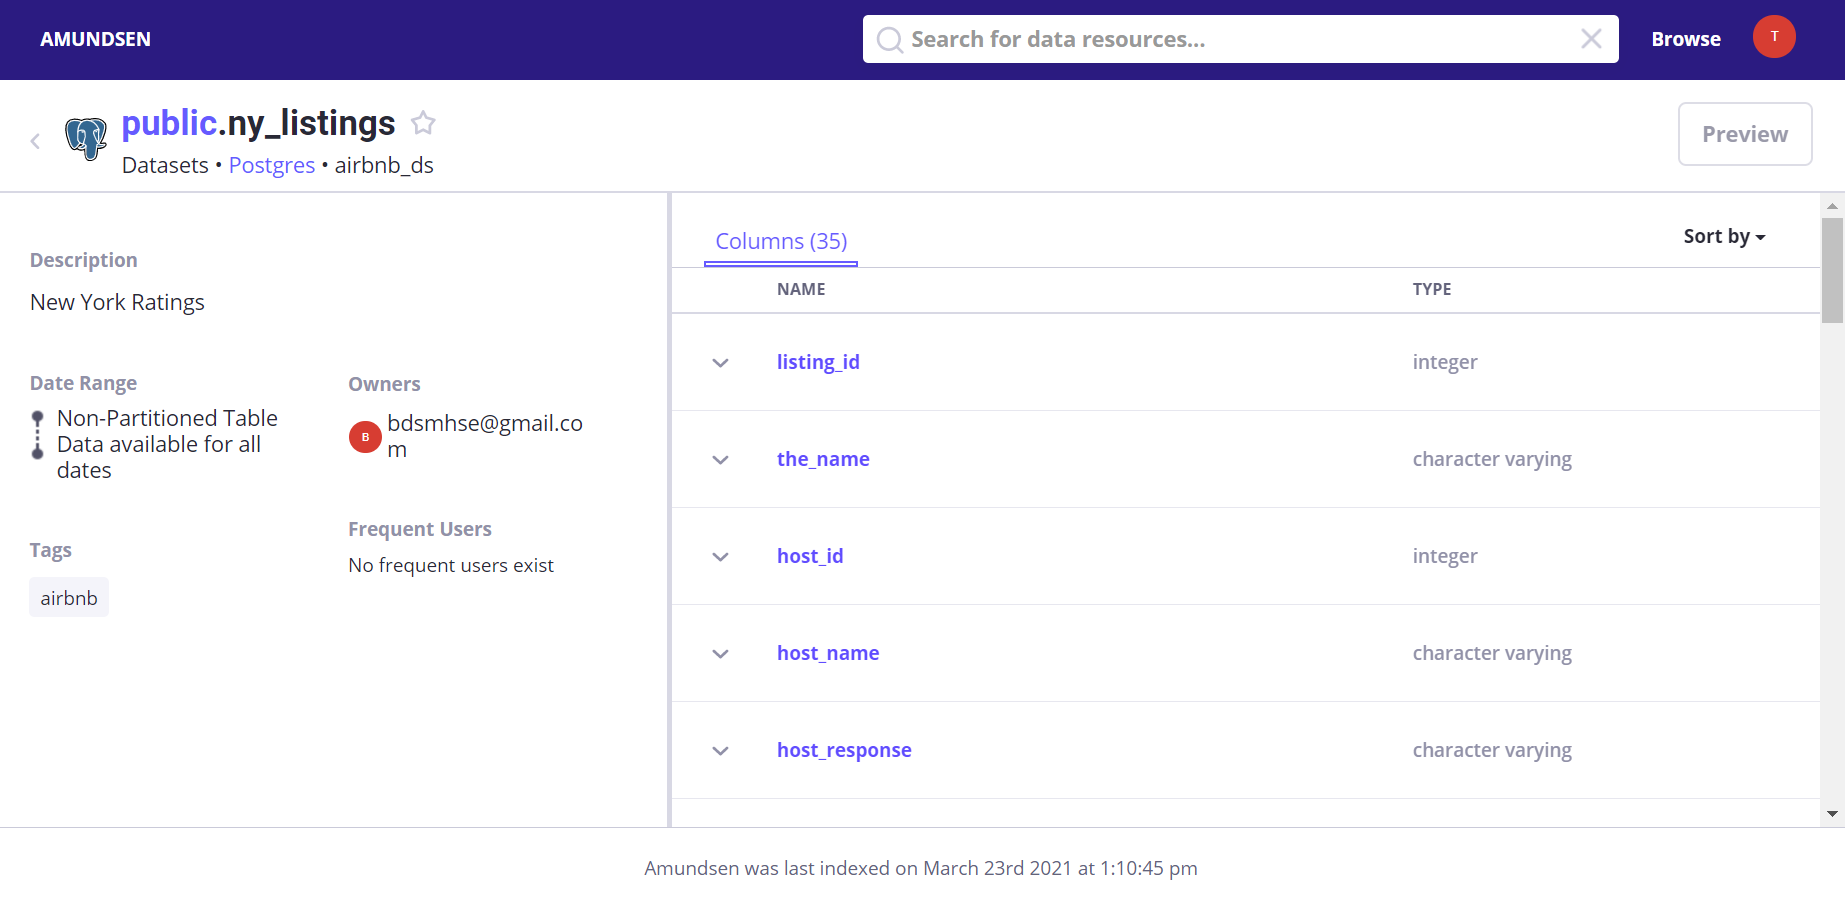 AMUNDSEN
Search for data resources...
Browse
T
public.ny_listings
Datasets • Postgres • airbnb_ds
Preview
Description
New York Ratings
Date Range
Non-Partitioned Table
Data available for all
dates
Tags
airbnb
Owners
B
bdsmhse@gmail.co
m
Frequent Users
No frequent users exist
Columns (35)
Sort by
NAME TYPE
listing_id integer
the_name character varying
host_id integer
host_name character varying
host_response character varying
Amundsen was last indexed on March 23rd 2021 at 1:10:45 pm